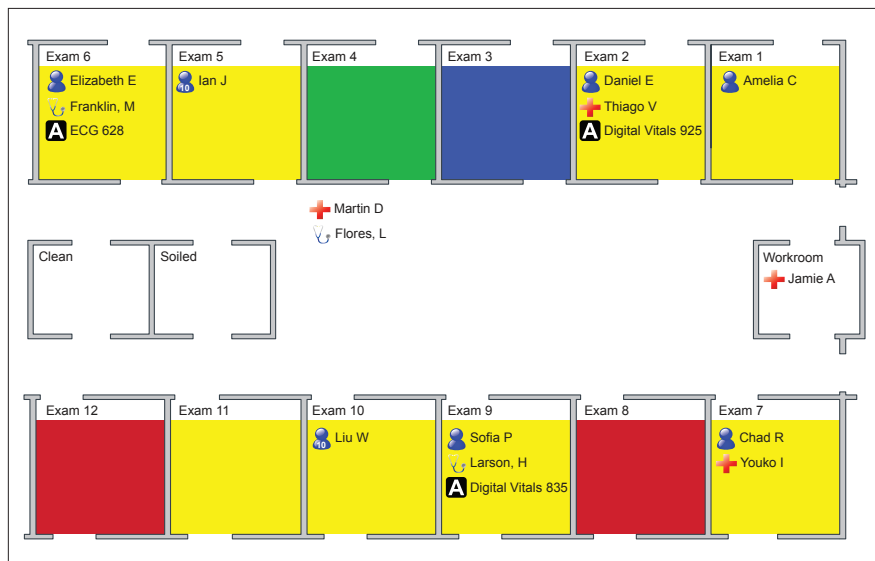 Exam 6
Elizabeth E
Franklin, M
A ECG 628
Exam 5
10 Ian J
Exam 4
Exam 3
Exam 2
Daniel E
Thiago V
A Digital Vitals 925
Exam 1
Amelia C
Martin D
Flores, L
Clean
Soiled
Workroom
Jamie A
Exam 12
Exam 11
Exam 10
10 Liu W
Exam 9
Sofia P
Larson, H
A Digital Vitals 835
Exam 8
Exam 7
Chad R
Youko I